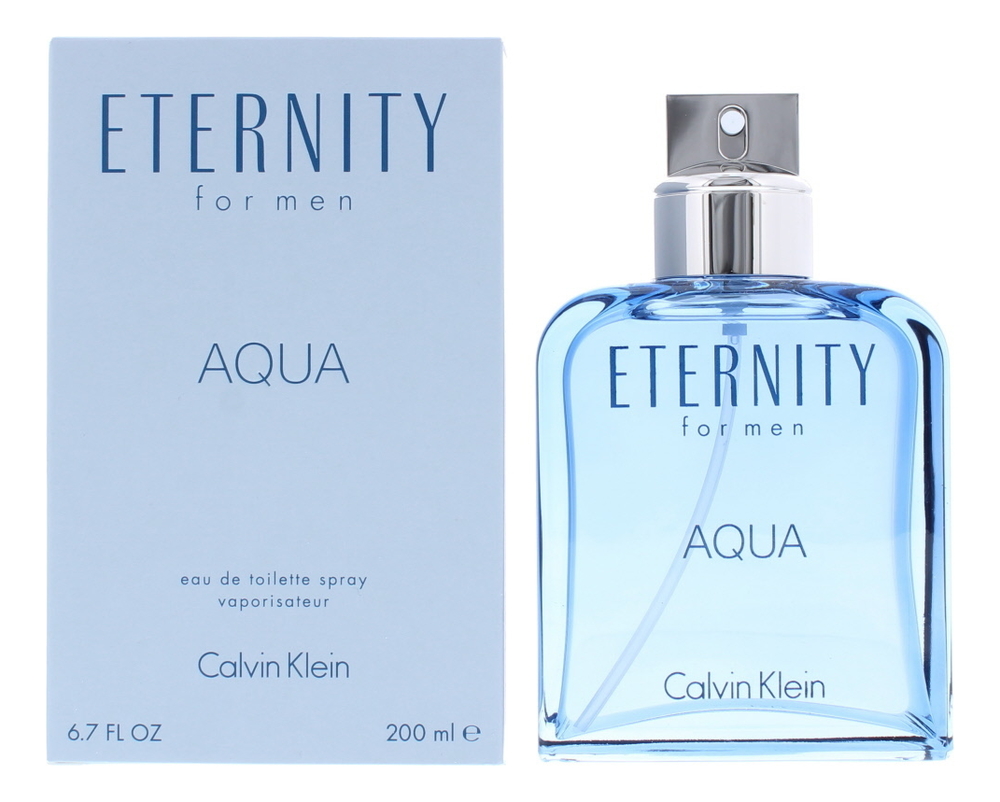 ETERNITY
for men
AQUA
eau de toilette spray
vaporisateur
Calvin Klein
6.7 FL OZ
200 ml ℮
ETERNITY
for men
AQUA
Calvin Klein